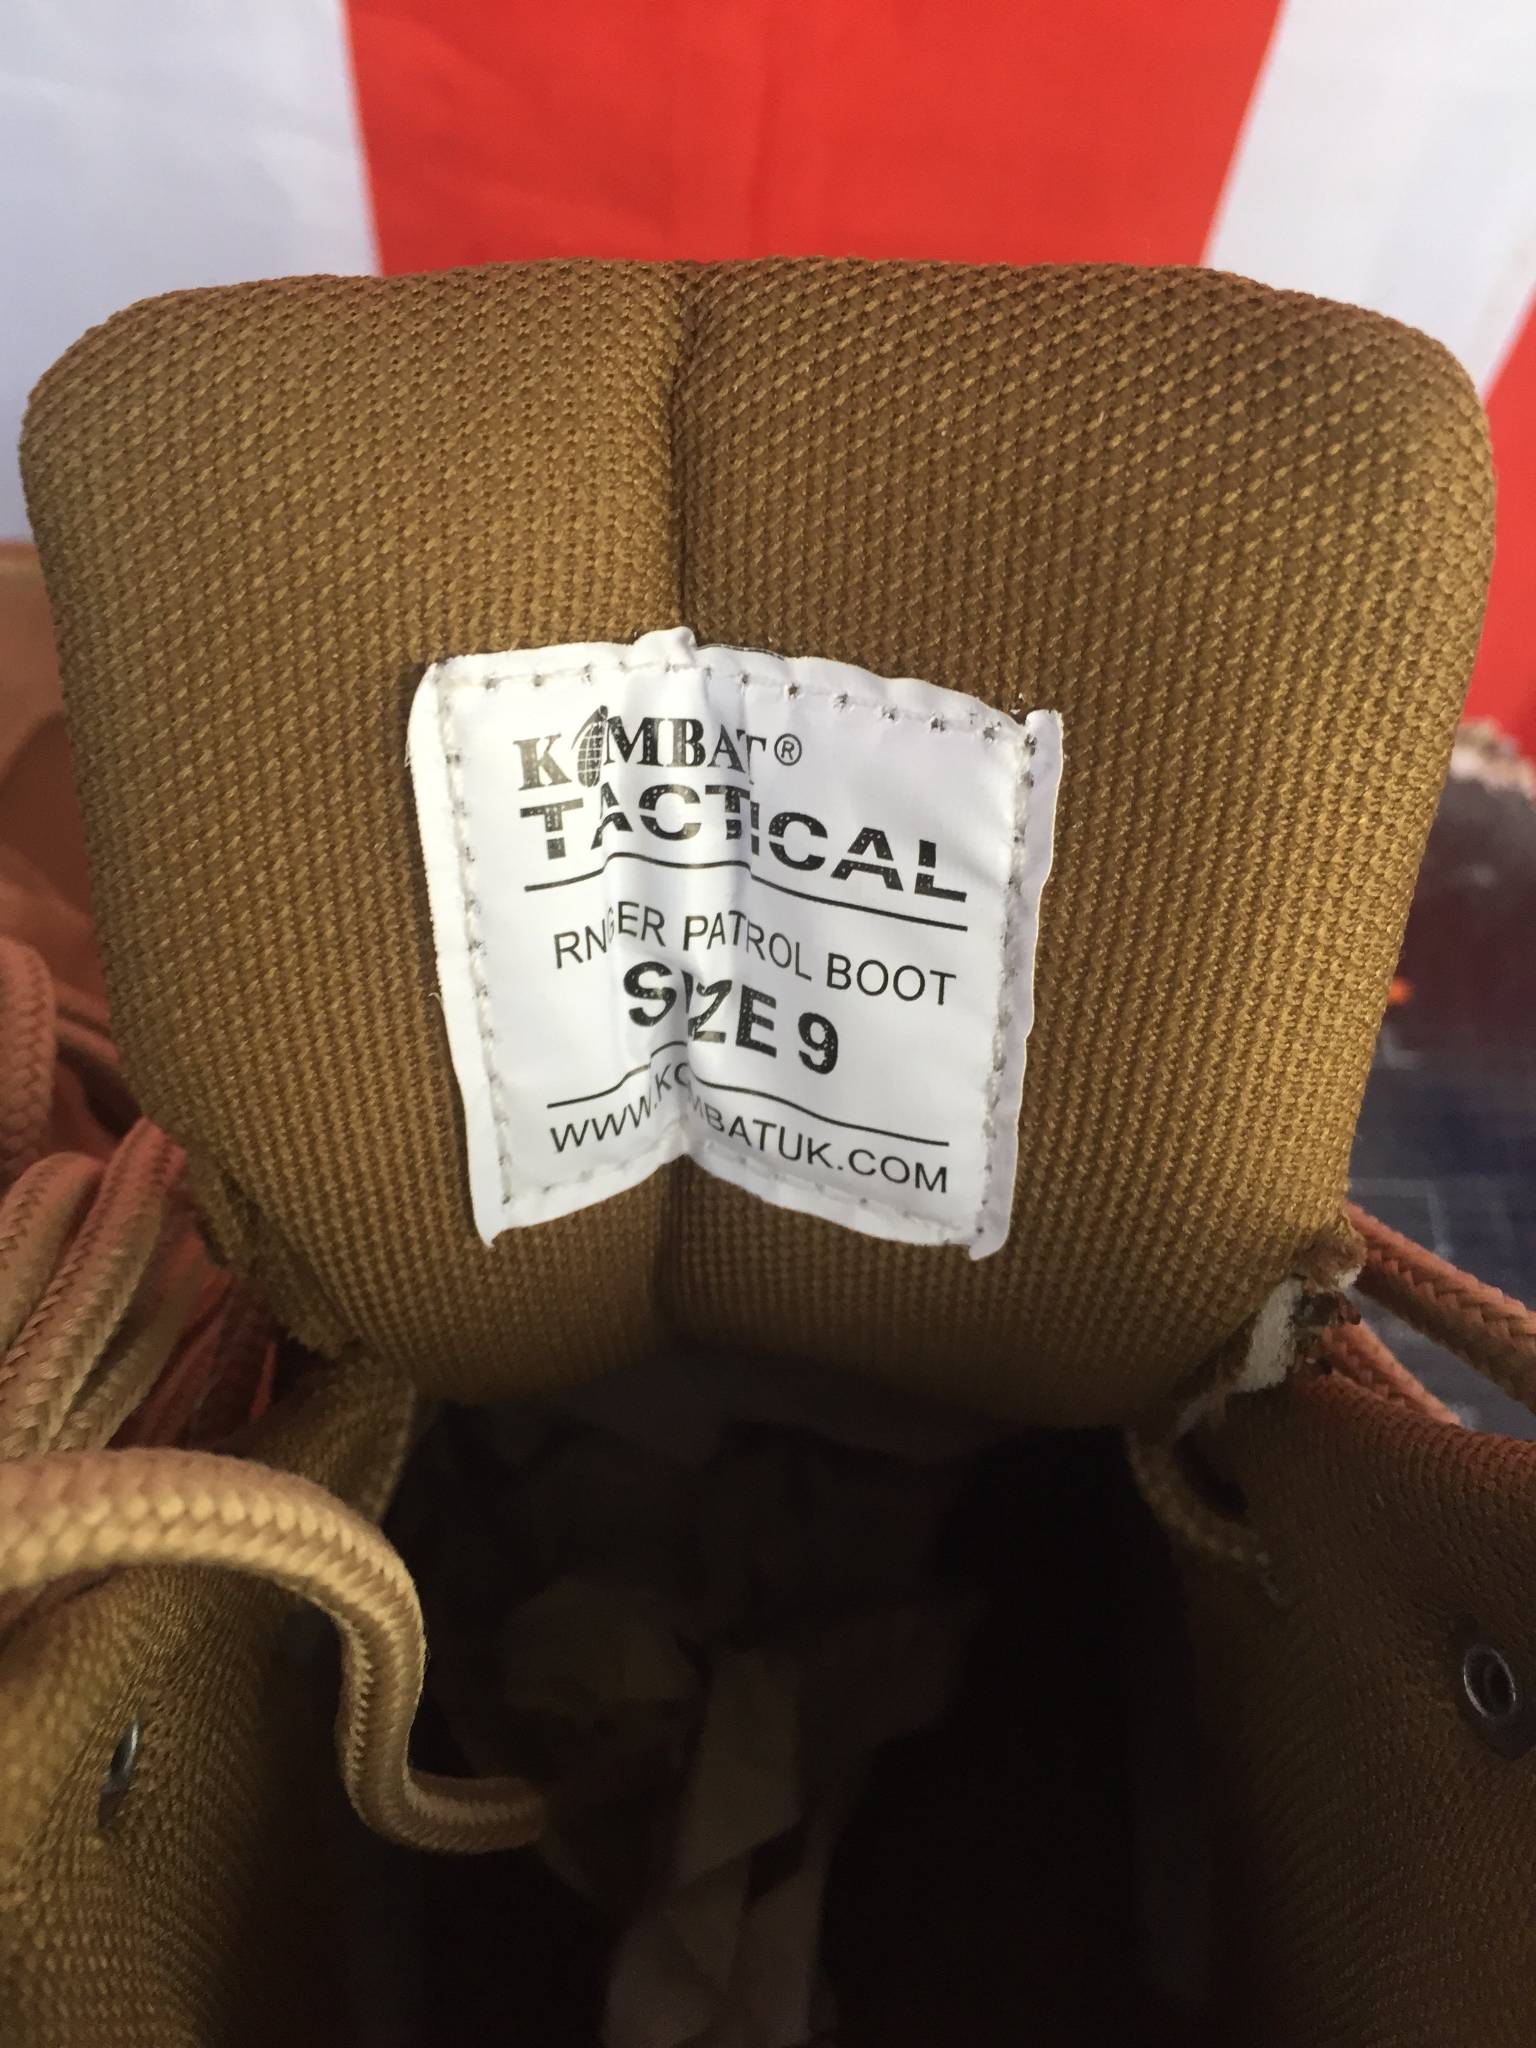 KOMBAT®
TACTICAL
RNGER PATROL BOOT
SIZE 9
WWW.KOMBATUK.COM